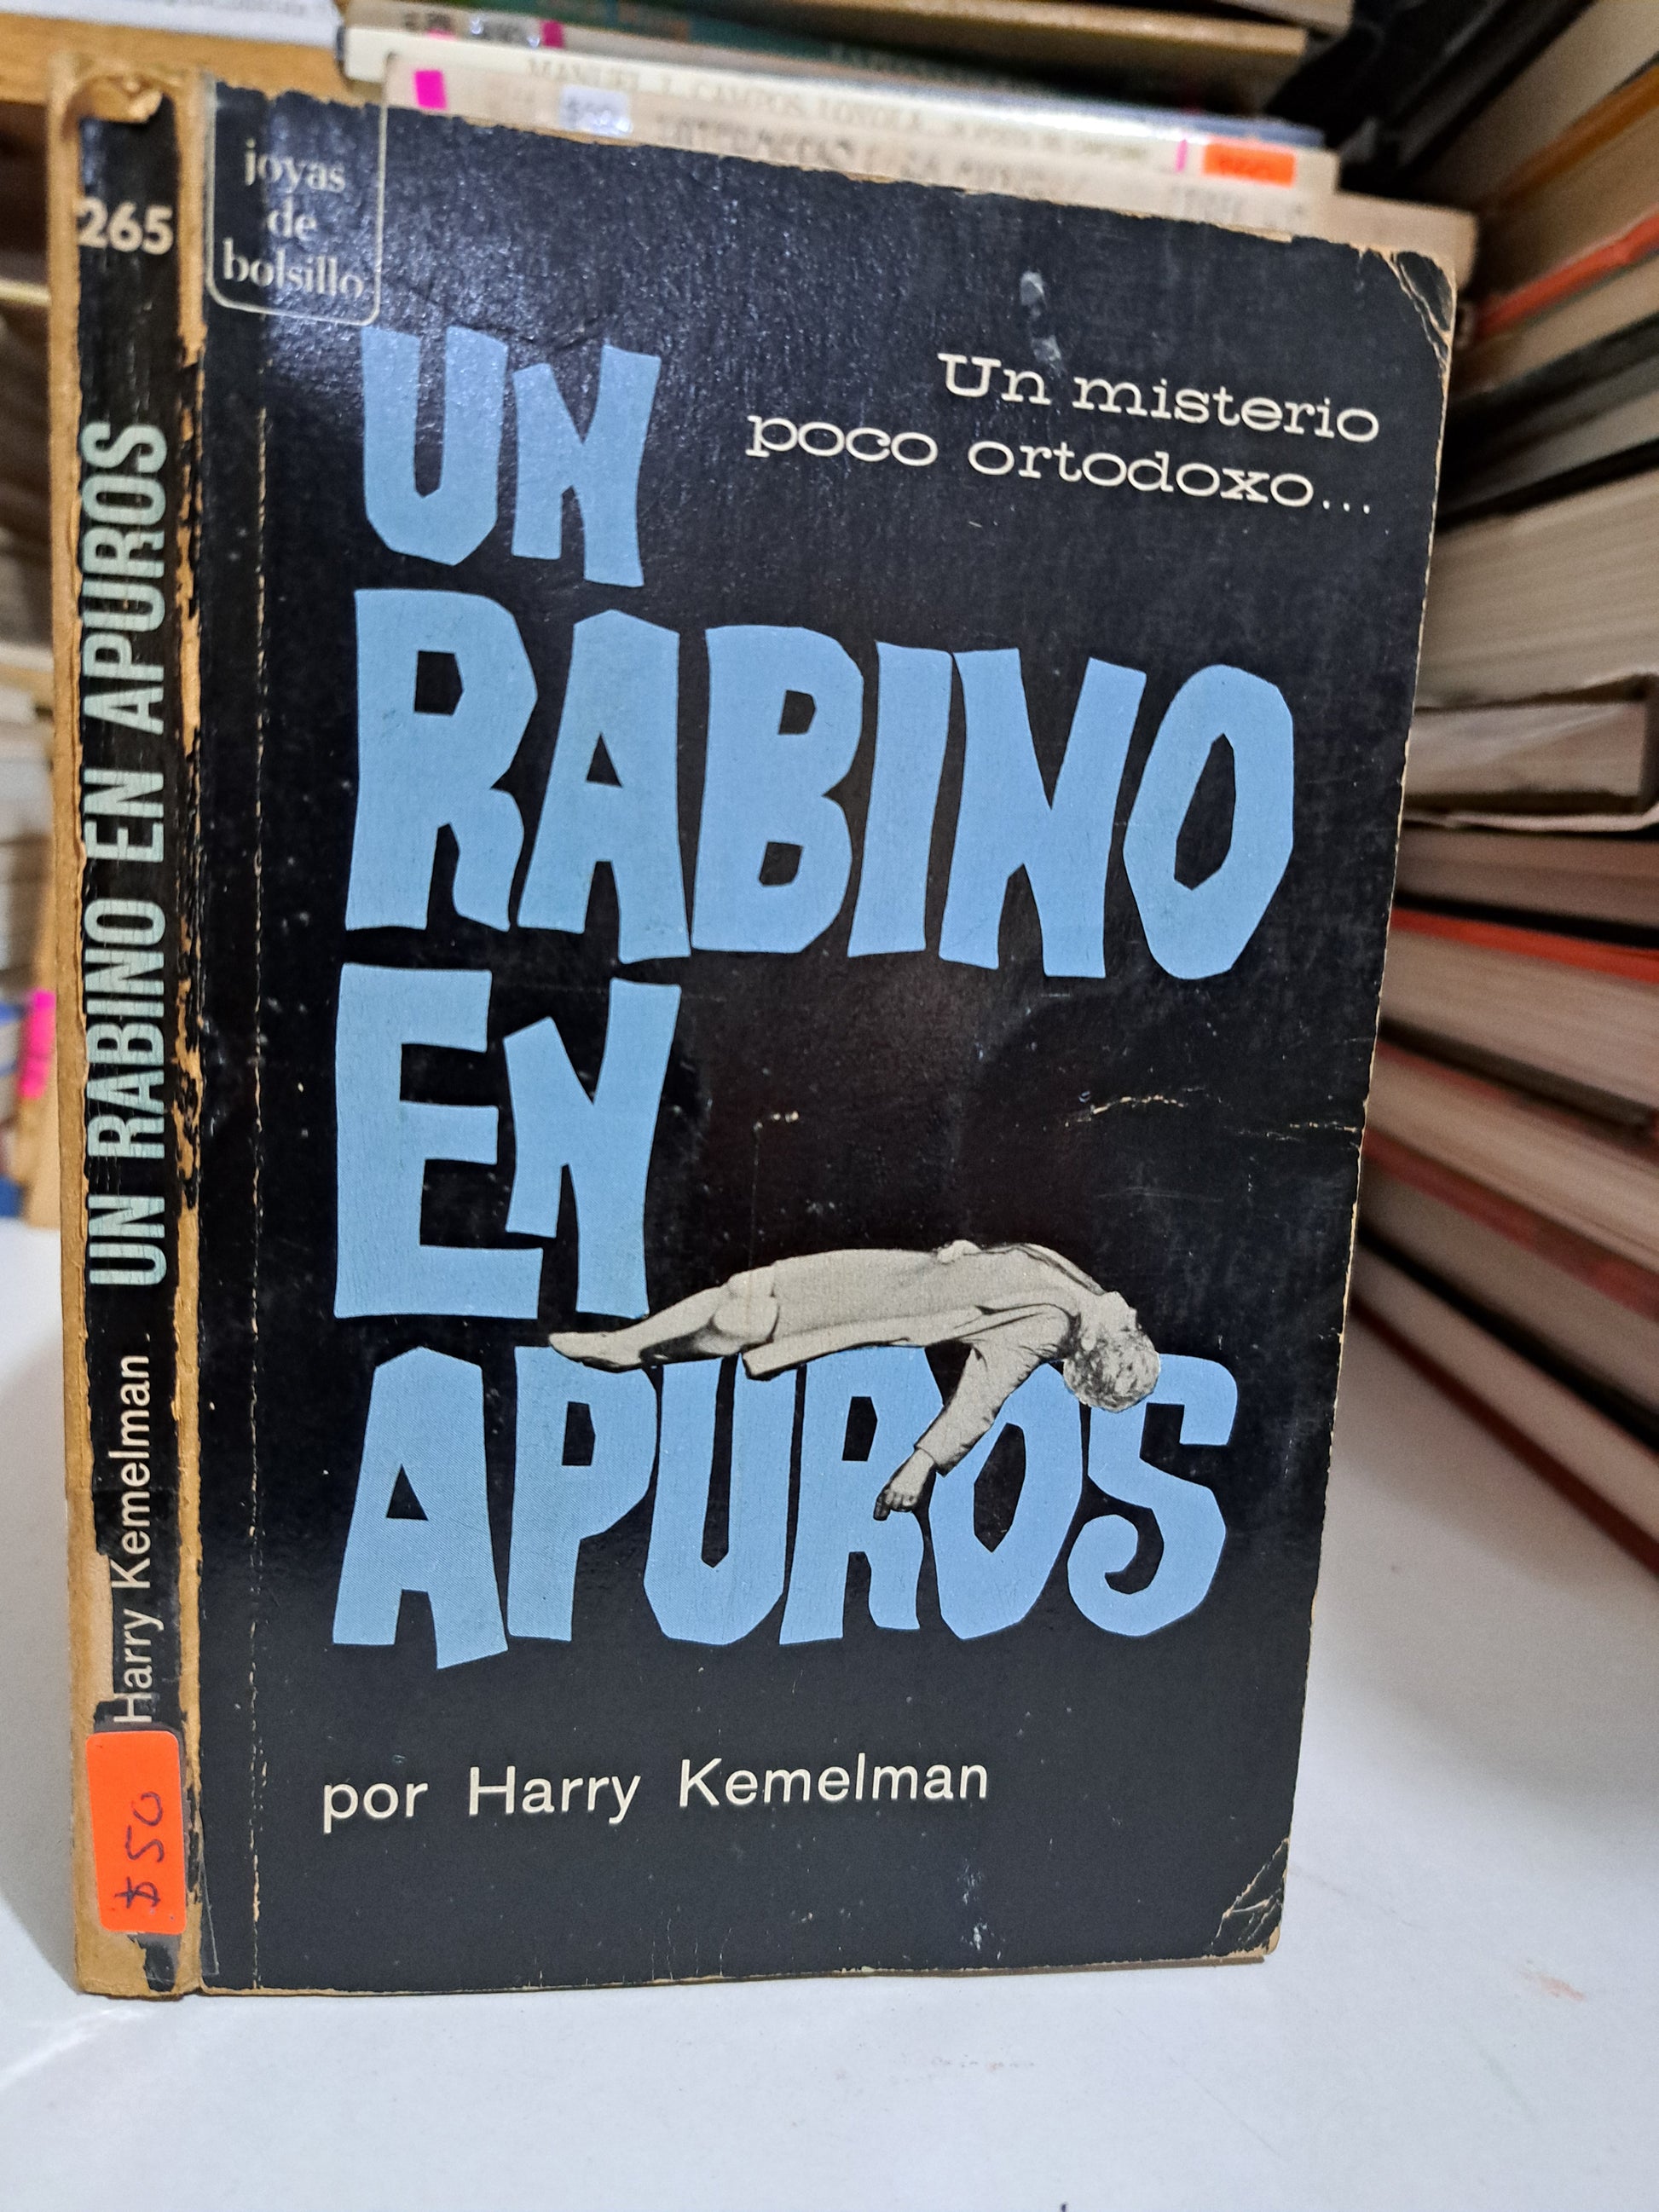 joyas
de
bolsillo
265
Un misterio
poco ortodoxo...
UN
RABINO
EN
APUROS
por Harry Kemelman
UN RABINO EN APUROS
Harry Kemelman
$50